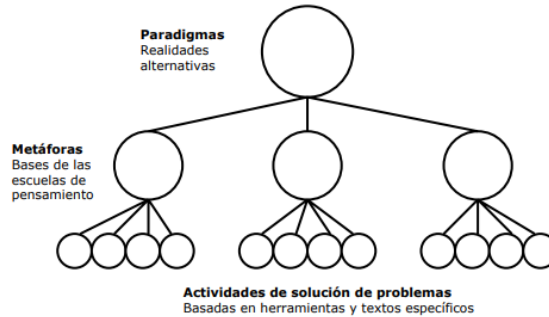 Paradigmas
Realidades
alternativas
Metáforas
Bases de las
escuelas de
pensamiento
Actividades de solución de problemas
Basadas en herramientas y textos específicos